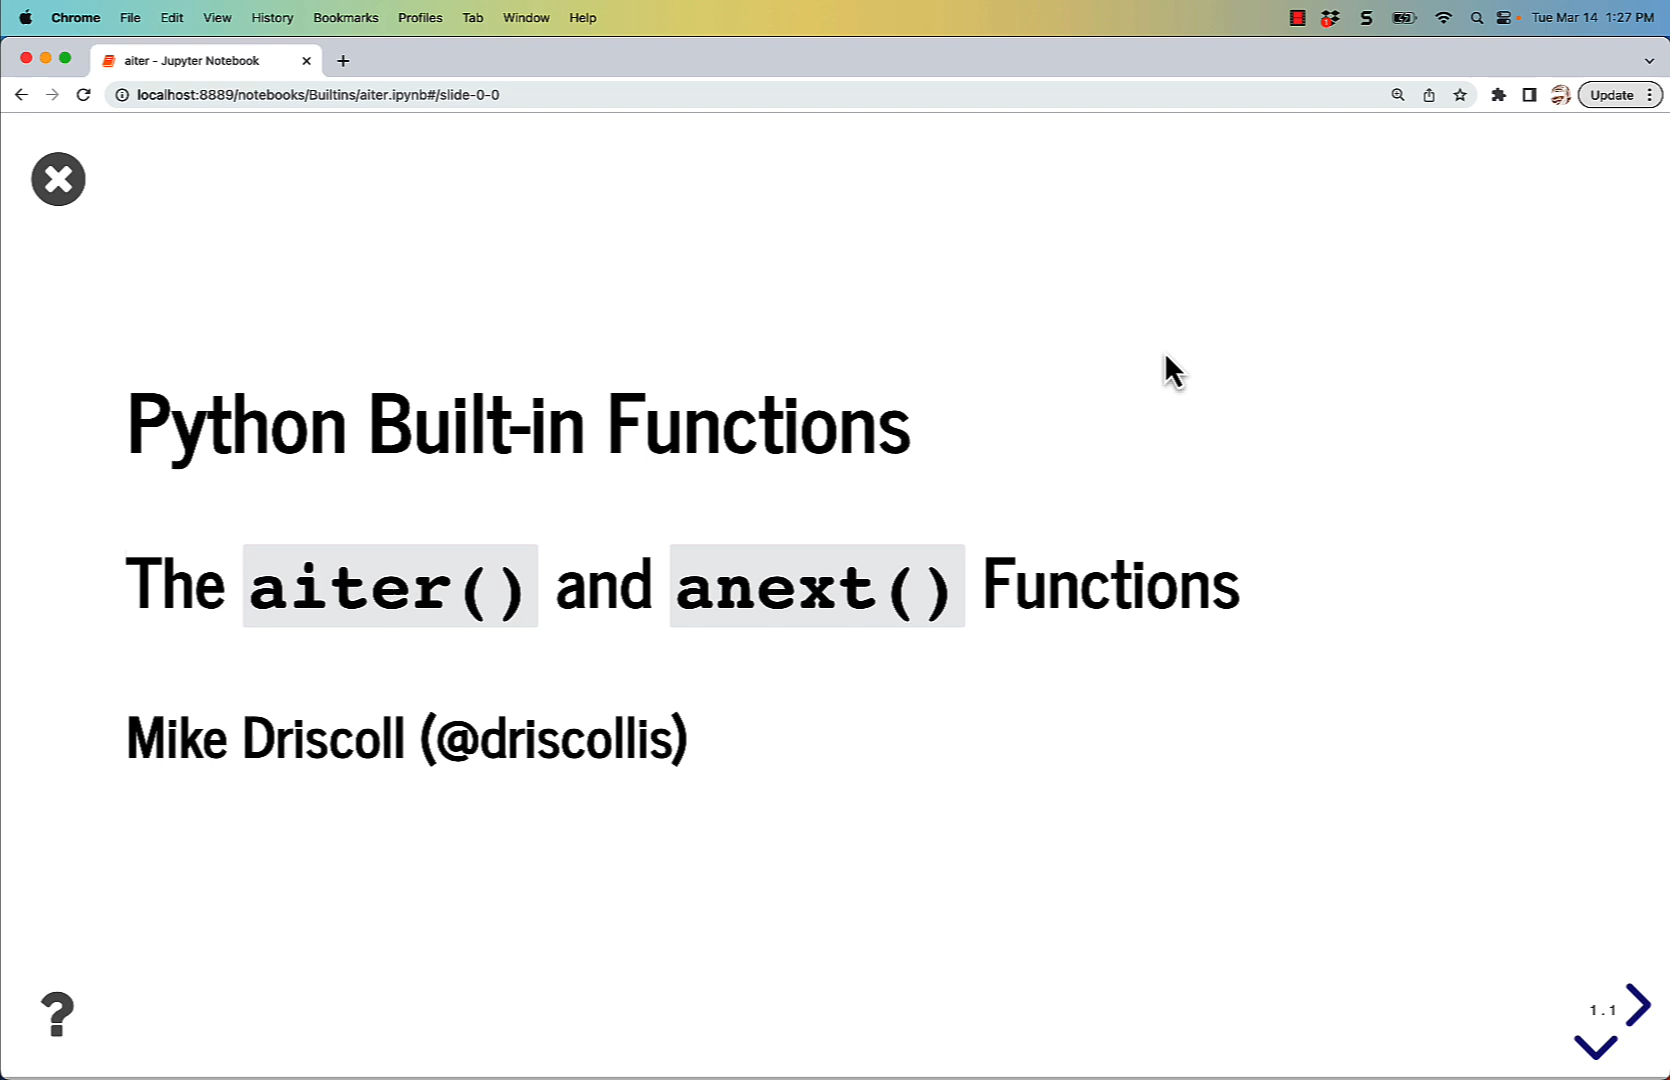 Chrome File Edit View History Bookmarks Profiles Tab Window Help 1 S Tue Mar 14 1:27 PM
aiter - Jupyter Notebook
localhost:8889/notebooks/Builtins/aiter.ipynb#/slide-0-0 Update
Python Built-in Functions
The aiter() and anext() Functions
Mike Driscoll (@driscollis)
?
1.1